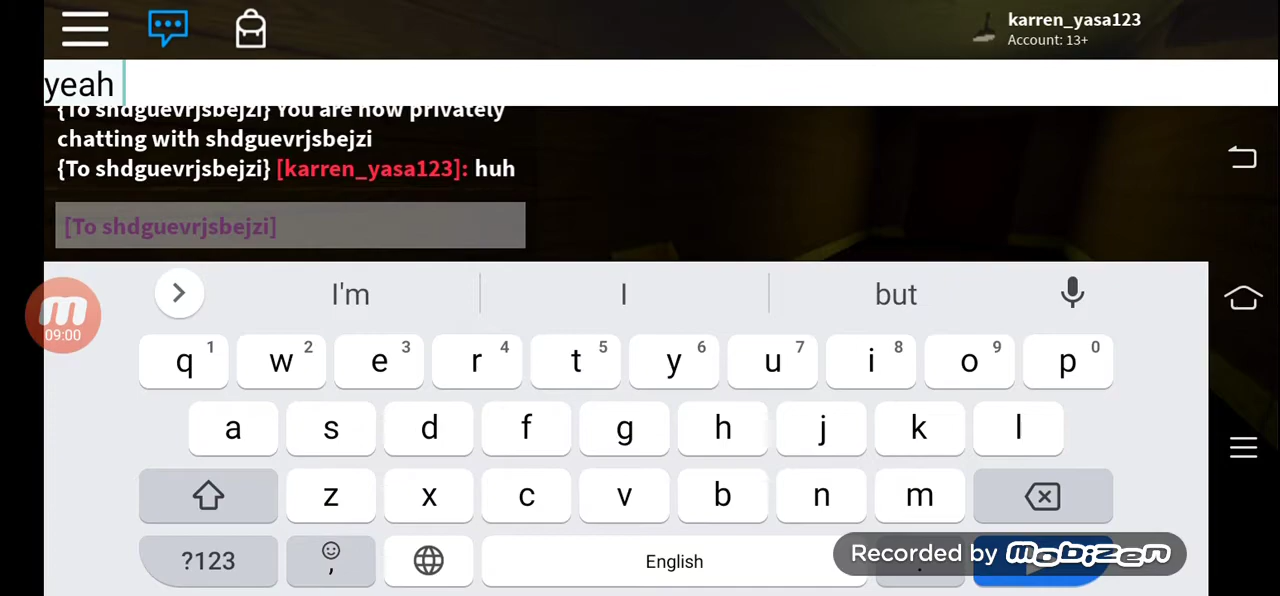 karren_yasa123
Account: 13+
yeah
{To shdguevrjsbejzi} You are now privately
chatting with shdguevrjsbejzi
{To shdguevrjsbejzi} [karren_yasa123]: huh
[To shdguevrjsbejzi]
m
09:00
I'm I but
q 1 w 2 e 3 r 4 t 5 y 6 u 7 i 8 o 9 p 0
a s d f g h j k l
z x c v b n m
?123 , English .
Recorded by mobizen